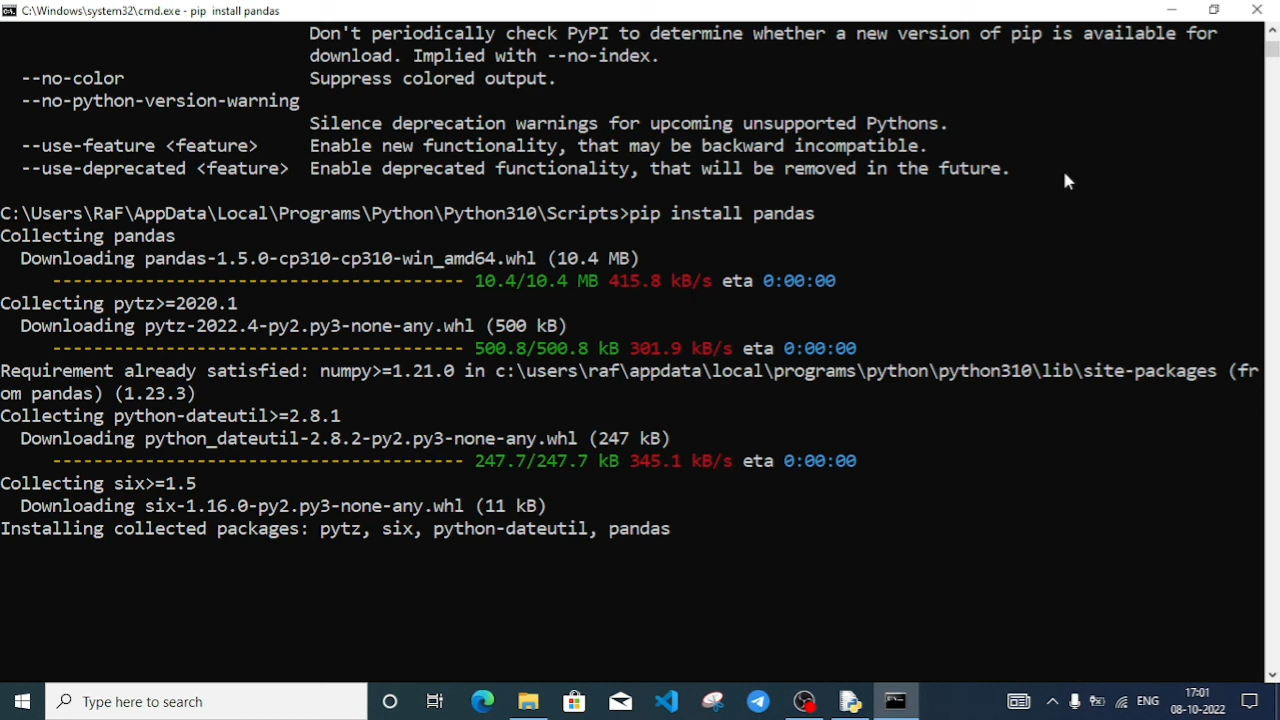 C:\Windows\system32\cmd.exe - pip install pandas
Don't periodically check PyPI to determine whether a new version of pip is available for
download. Implied with --no-index.
--no-color Suppress colored output.
--no-python-version-warning
Silence deprecation warnings for upcoming unsupported Pythons.
--use-feature <feature> Enable new functionality, that may be backward incompatible.
--use-deprecated <feature> Enable deprecated functionality, that will be removed in the future.
C:\Users\RaF\AppData\Local\Programs\Python\Python310\Scripts>pip install pandas
Collecting pandas
Downloading pandas-1.5.0-cp310-cp310-win_amd64.whl (10.4 MB)
---------------------------------------- 10.4/10.4 MB 415.8 kB/s eta 0:00:00
Collecting pytz>=2020.1
Downloading pytz-2022.4-py2.py3-none-any.whl (500 kB)
---------------------------------------- 500.8/500.8 kB 301.9 kB/s eta 0:00:00
Requirement already satisfied: numpy>=1.21.0 in c:\users\raf\appdata\local\programs\python\python310\lib\site-packages (fr
om pandas) (1.23.3)
Collecting python-dateutil>=2.8.1
Downloading python_dateutil-2.8.2-py2.py3-none-any.whl (247 kB)
---------------------------------------- 247.7/247.7 kB 345.1 kB/s eta 0:00:00
Collecting six>=1.5
Downloading six-1.16.0-py2.py3-none-any.whl (11 kB)
Installing collected packages: pytz, six, python-dateutil, pandas
Type here to search
ENG
17:01
08-10-2022